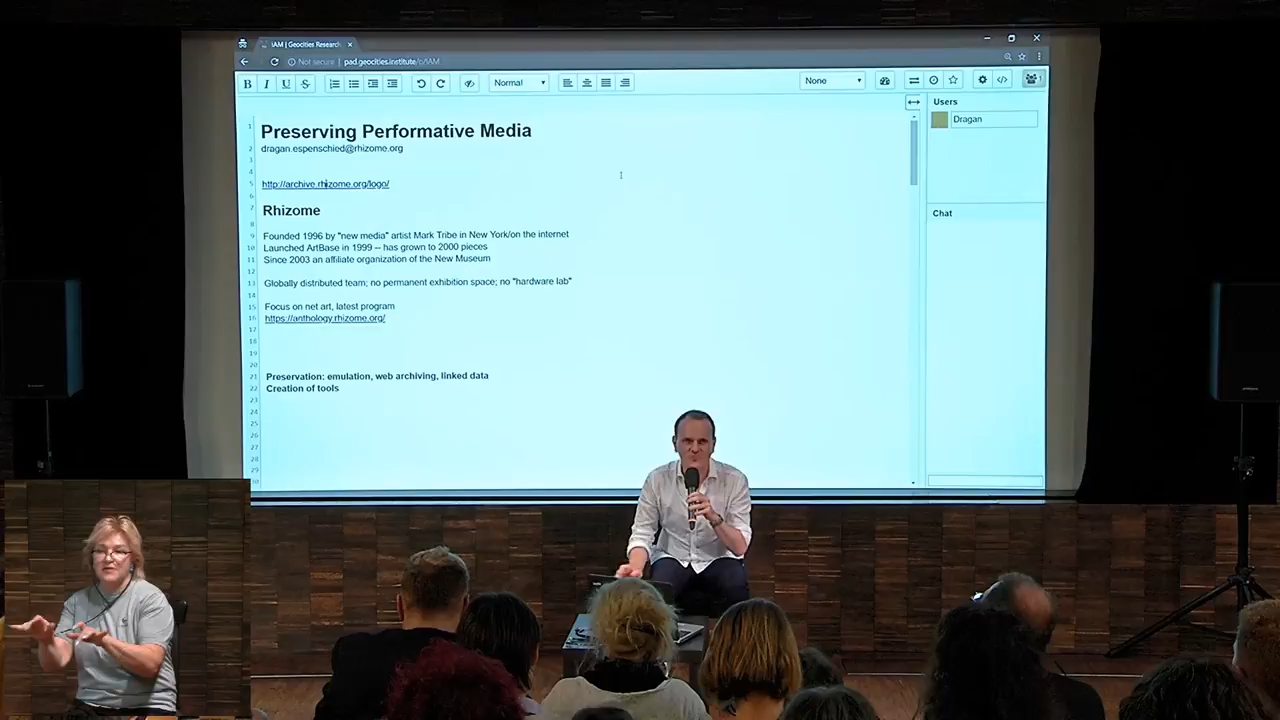 IAM | Geocities Research
Not secure | pad.geocities.institute/c/IAM
B I U S Normal None
Users
Dragan
Chat
Preserving Performative Media
dragan.espenschied@rhizome.org
http://archive.rhizome.org/logo/
Rhizome
Founded 1996 by "new media" artist Mark Tribe in New York/on the internet
Launched ArtBase in 1999 -- has grown to 2000 pieces
Since 2003 an affiliate organization of the New Museum
Globally distributed team; no permanent exhibition space; no "hardware lab"
Focus on net art, latest program
https://anthology.rhizome.org/
Preservation: emulation, web archiving, linked data
Creation of tools